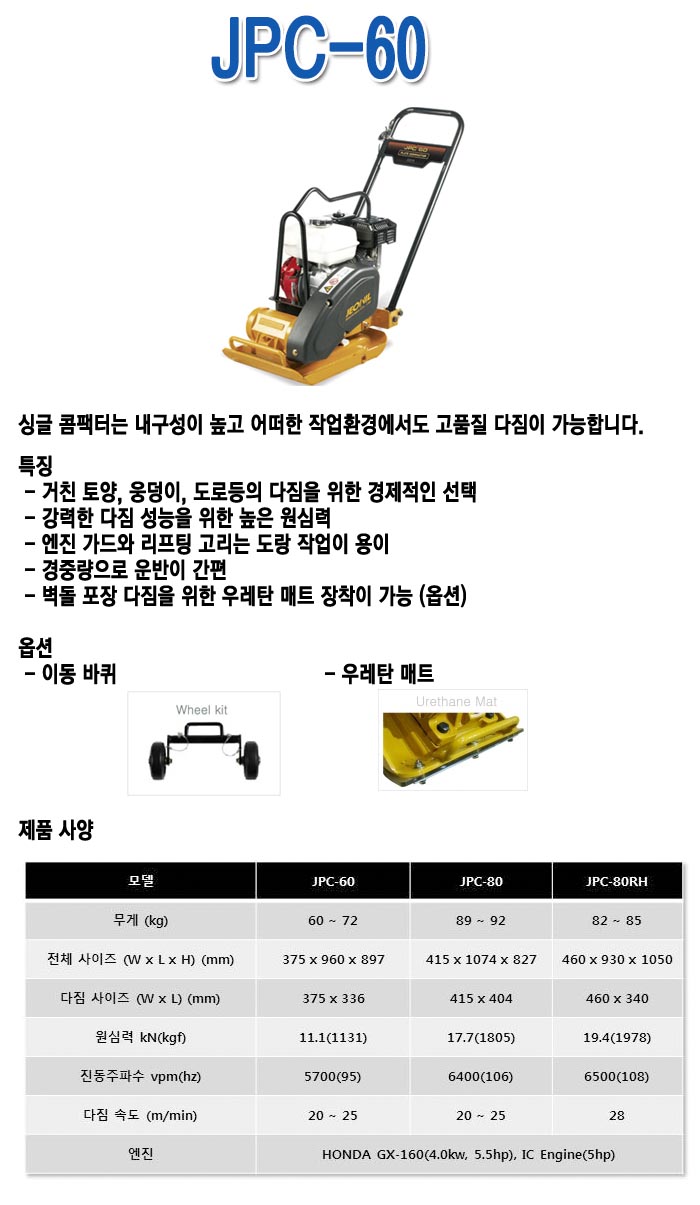 JPC-60
JPC 60
JEONIL
싱글 콤팩터는 내구성이 높고 어떠한 작업환경에서도 고품질 다짐이 가능합니다.
특징
- 거친 토양, 웅덩이, 도로등의 다짐을 위한 경제적인 선택
- 강력한 다짐 성능을 위한 높은 원심력
- 엔진 가드와 리프팅 고리는 도랑 작업이 용이
- 경중량으로 운반이 간편
- 벽돌 포장 다짐을 위한 우레탄 매트 장착이 가능 (옵션)
옵션
- 이동 바퀴 - 우레탄 매트
Wheel kit Urethane Mat
제품 사양
모델 JPC-60 JPC-80 JPC-80RH
무게 (kg) 60 ~ 72 89 ~ 92 82 ~ 85
전체 사이즈 (W x L x H) (mm) 375 x 960 x 897 415 x 1074 x 827 460 x 930 x 1050
다짐 사이즈 (W x L) (mm) 375 x 336 415 x 404 460 x 340
원심력 kN(kgf) 11.1(1131) 17.7(1805) 19.4(1978)
진동주파수 vpm(hz) 5700(95) 6400(106) 6500(108)
다짐 속도 (m/min) 20 ~ 25 20 ~ 25 28
엔진 HONDA GX-160(4.0kw, 5.5hp), IC Engine(5hp)